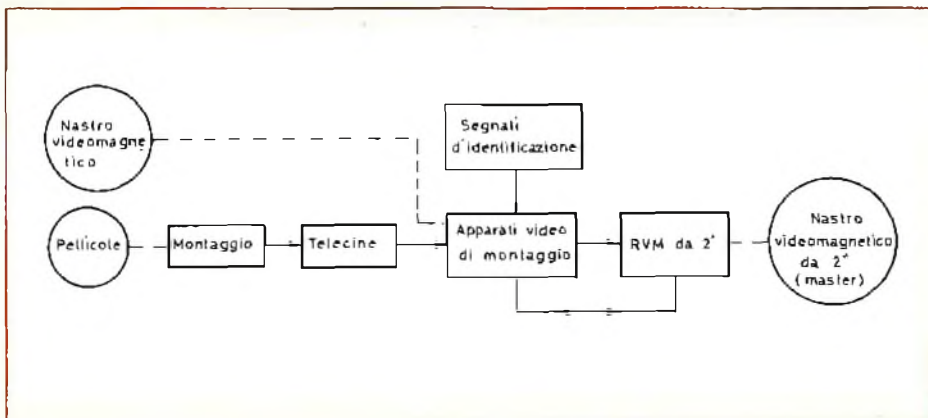 Nastro
videomagne
tico
Segnali
d'identificazione
Pellicole
Montaggio
Telecine
Apparati video
di montaggio
RVM da 2"
Nastro
videomagnetico
da 2"
(master)